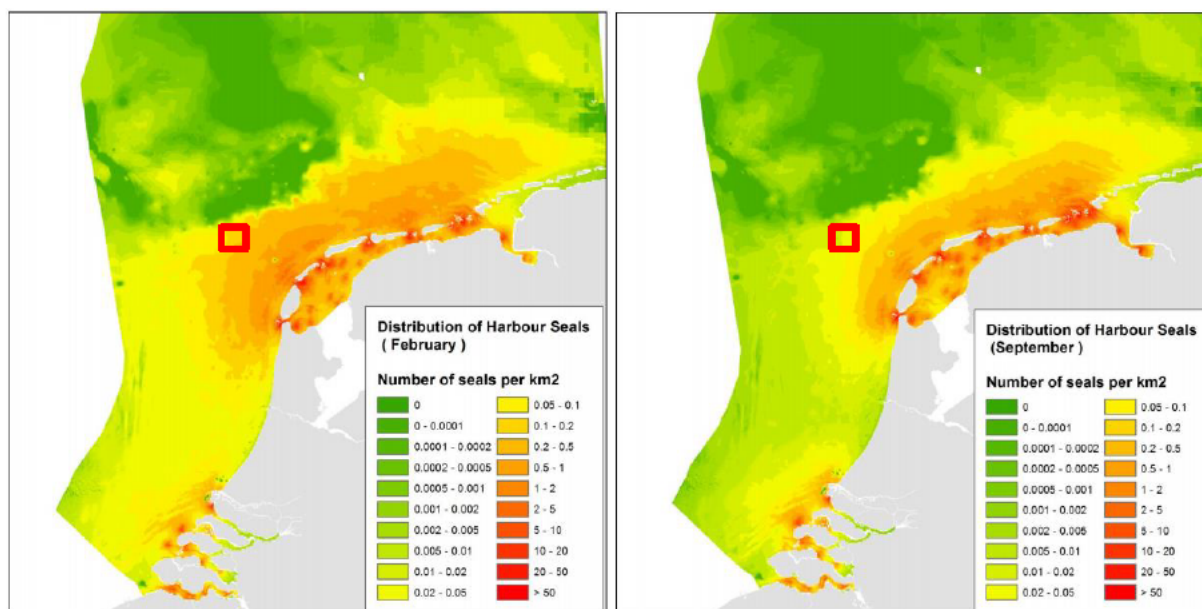 Distribution of Harbour Seals
( February )
Number of seals per km2
0
0 - 0.0001
0.0001 - 0.0002
0.0002 - 0.0005
0.0005 - 0.001
0.001 - 0.002
0.002 - 0.005
0.005 - 0.01
0.01 - 0.02
0.02 - 0.05
0.05 - 0.1
0.1 - 0.2
0.2 - 0.5
0.5 - 1
1 - 2
2 - 5
5 - 10
10 - 20
20 - 50
> 50
Distribution of Harbour Seals
(September )
Number of seals per km2
0
0 - 0.0001
0.0001 - 0.0002
0.0002 - 0.0005
0.0005 - 0.001
0.001 - 0.002
0.002 - 0.005
0.005 - 0.01
0.01 - 0.02
0.02 - 0.05
0.05 - 0.1
0.1 - 0.2
0.2 - 0.5
0.5 - 1
1 - 2
2 - 5
5 - 10
10 - 20
20 - 50
> 50